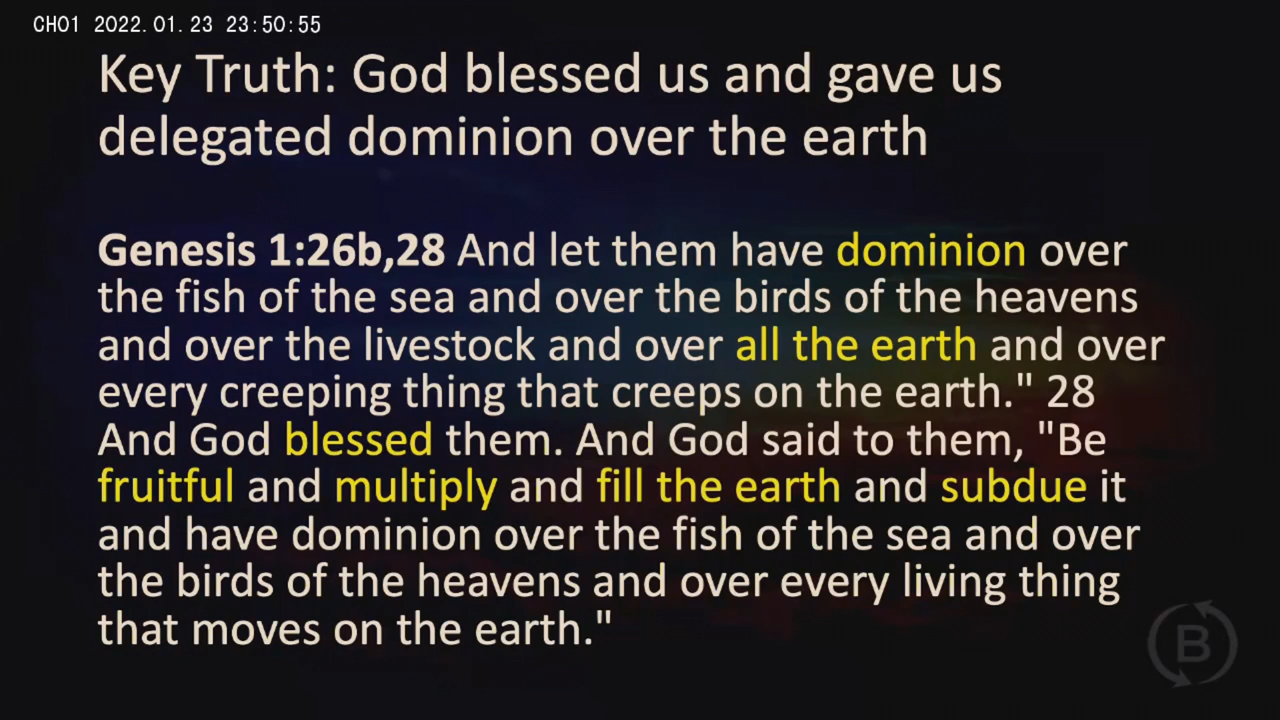 CH01 2022.01.23 23:50:55
Key Truth: God blessed us and gave us
delegated dominion over the earth
Genesis 1:26b,28 And let them have dominion over
the fish of the sea and over the birds of the heavens
and over the livestock and over all the earth and over
every creeping thing that creeps on the earth." 28
And God blessed them. And God said to them, "Be
fruitful and multiply and fill the earth and subdue it
and have dominion over the fish of the sea and over
the birds of the heavens and over every living thing
that moves on the earth."
B